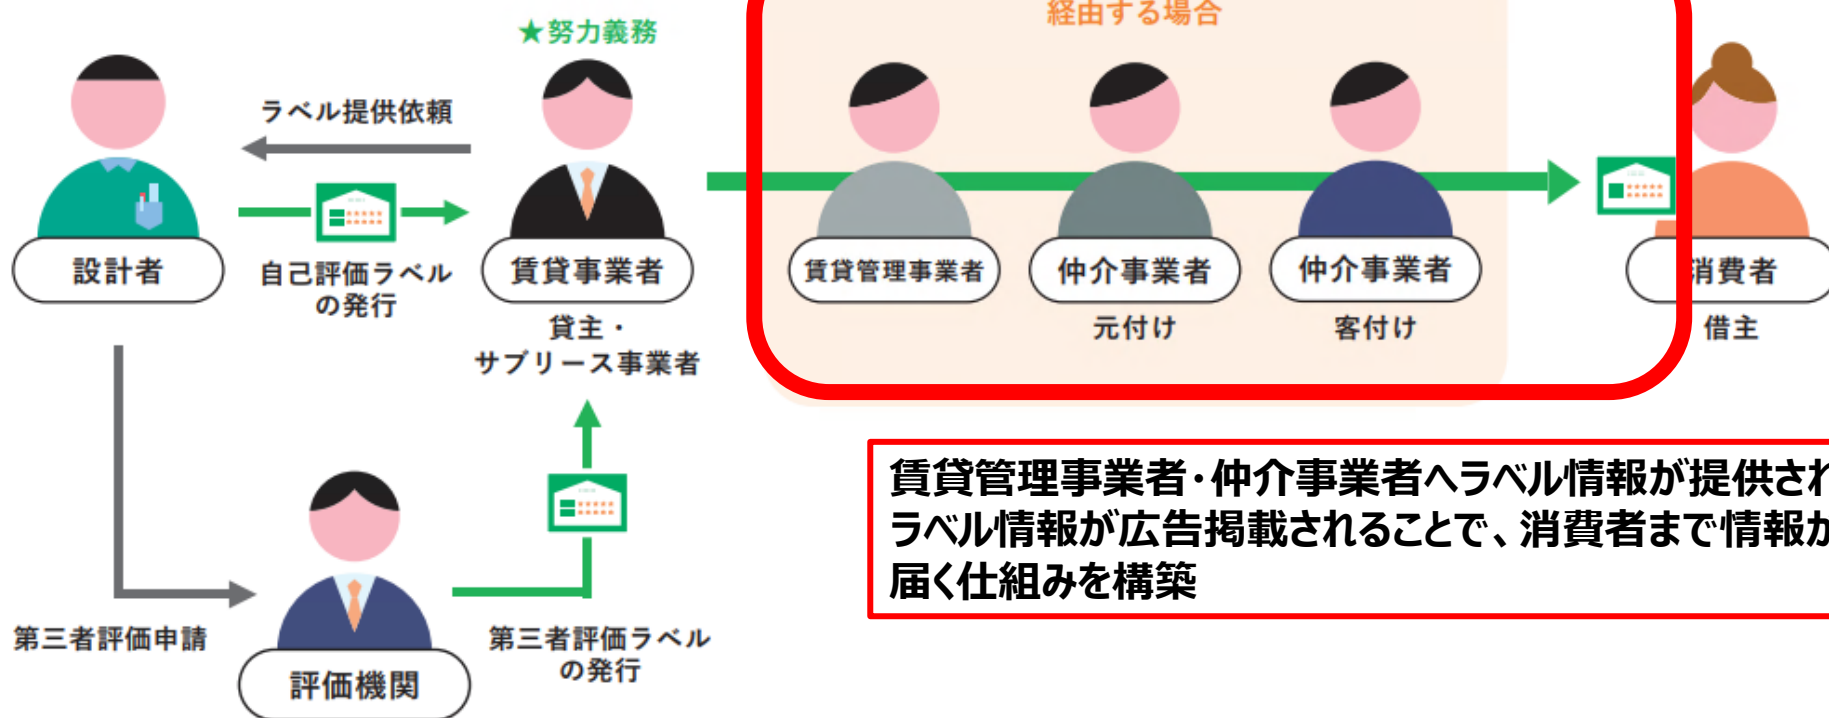 ★努力義務
経由する場合
ラベル提供依頼
設計者
自己評価ラベル
の発行
賃貸事業者
貸主・
サブリース事業者
賃貸管理事業者
仲介事業者
元付け
仲介事業者
客付け
消費者
借主
賃貸管理事業者・仲介事業者へラベル情報が提供され
ラベル情報が広告掲載されることで、消費者まで情報が
届く仕組みを構築
第三者評価申請
評価機関
第三者評価ラベル
の発行